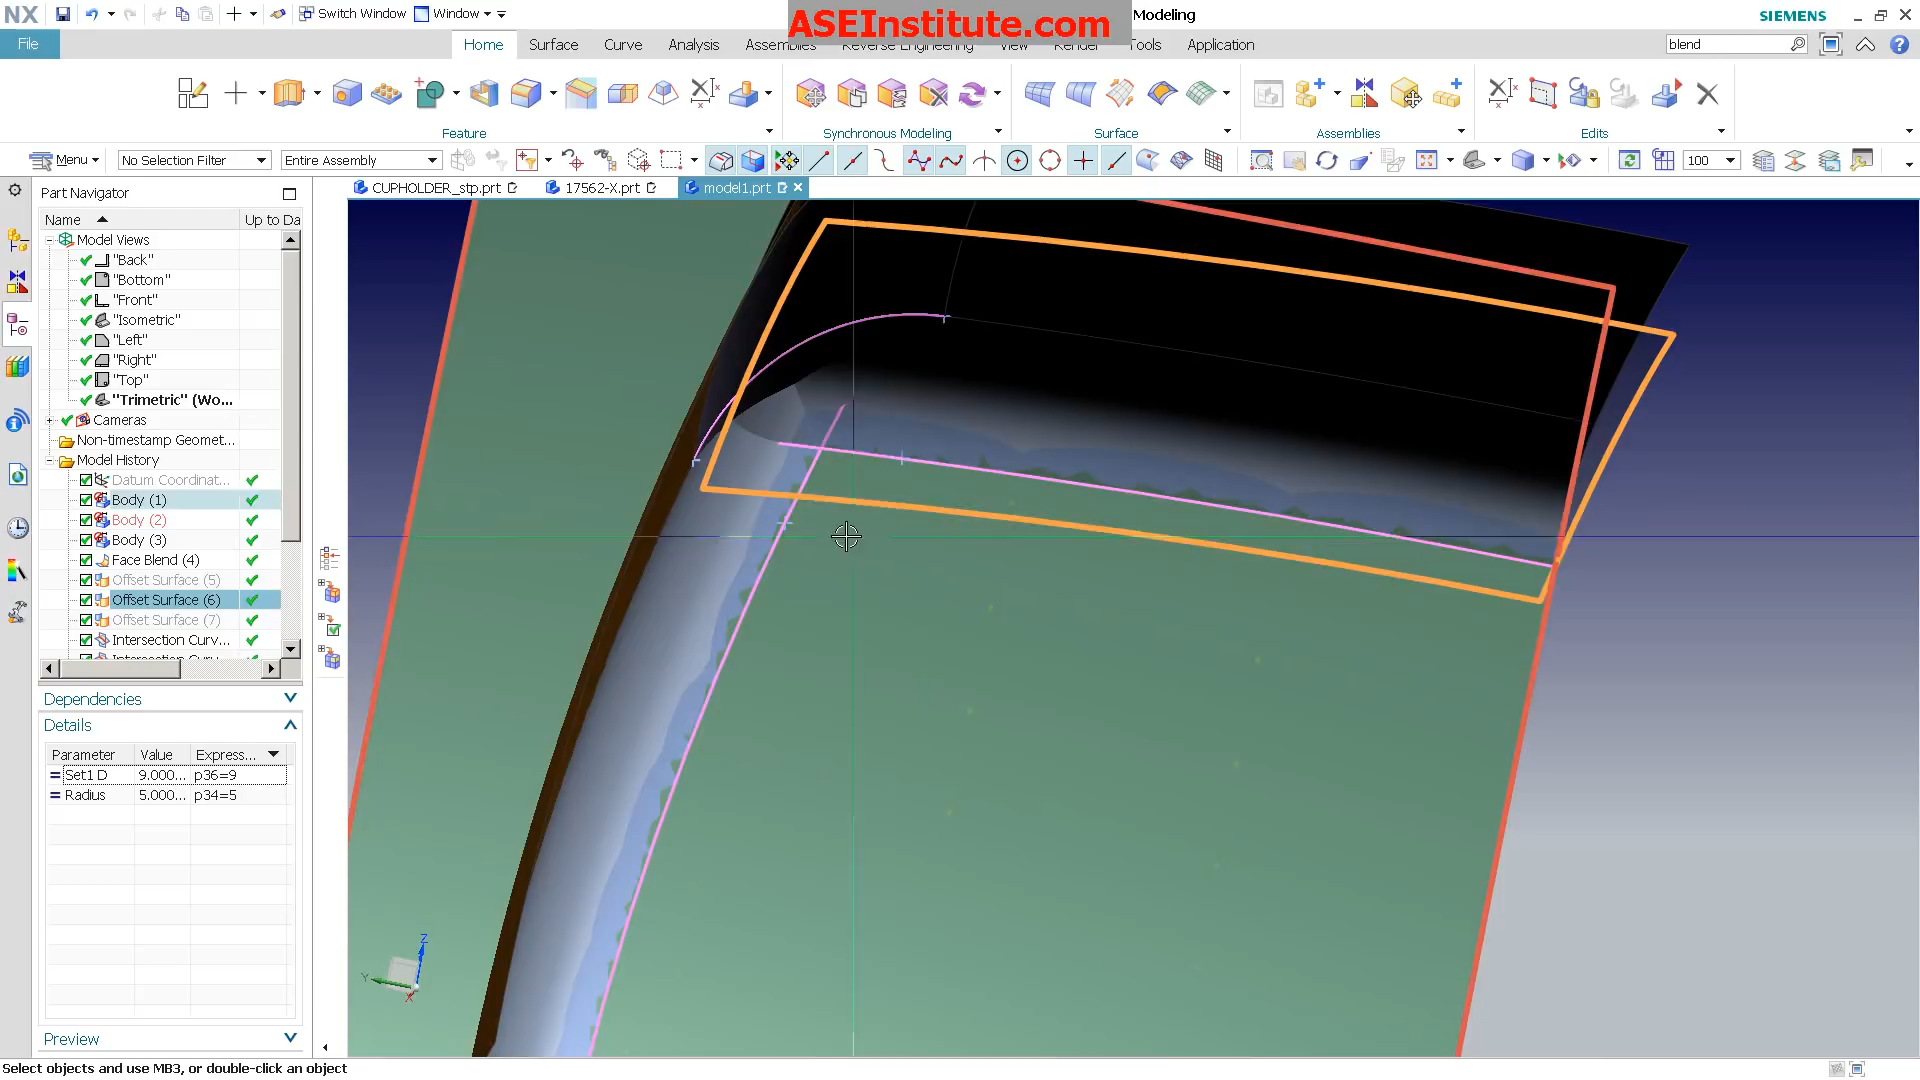 NX
Switch Window
Window
ASEInstitute.com
Modeling
SIEMENS
File
Home
Surface
Curve
Analysis
Assemblies
Reverse Engineering
View
Render
Tools
Application
blend
Feature
Synchronous Modeling
Surface
Assemblies
Edits
Menu
No Selection Filter
Entire Assembly
100
Part Navigator
CUPHOLDER_stp.prt
17562-X.prt
model1.prt
Name
Up to Da
Model Views
"Back"
"Bottom"
"Front"
"Isometric"
"Left"
"Right"
"Top"
"Trimetric" (Wo...
Cameras
Non-timestamp Geomet...
Model History
Datum Coordinat...
Body (1)
Body (2)
Body (3)
Face Blend (4)
Offset Surface (5)
Offset Surface (6)
Offset Surface (7)
Intersection Curv...
Dependencies
Details
Parameter
Value
Express...
Set1 D
9.000...
p36=9
Radius
5.000...
p34=5
Z
Y
X
Preview
Select objects and use MB3, or double-click an object